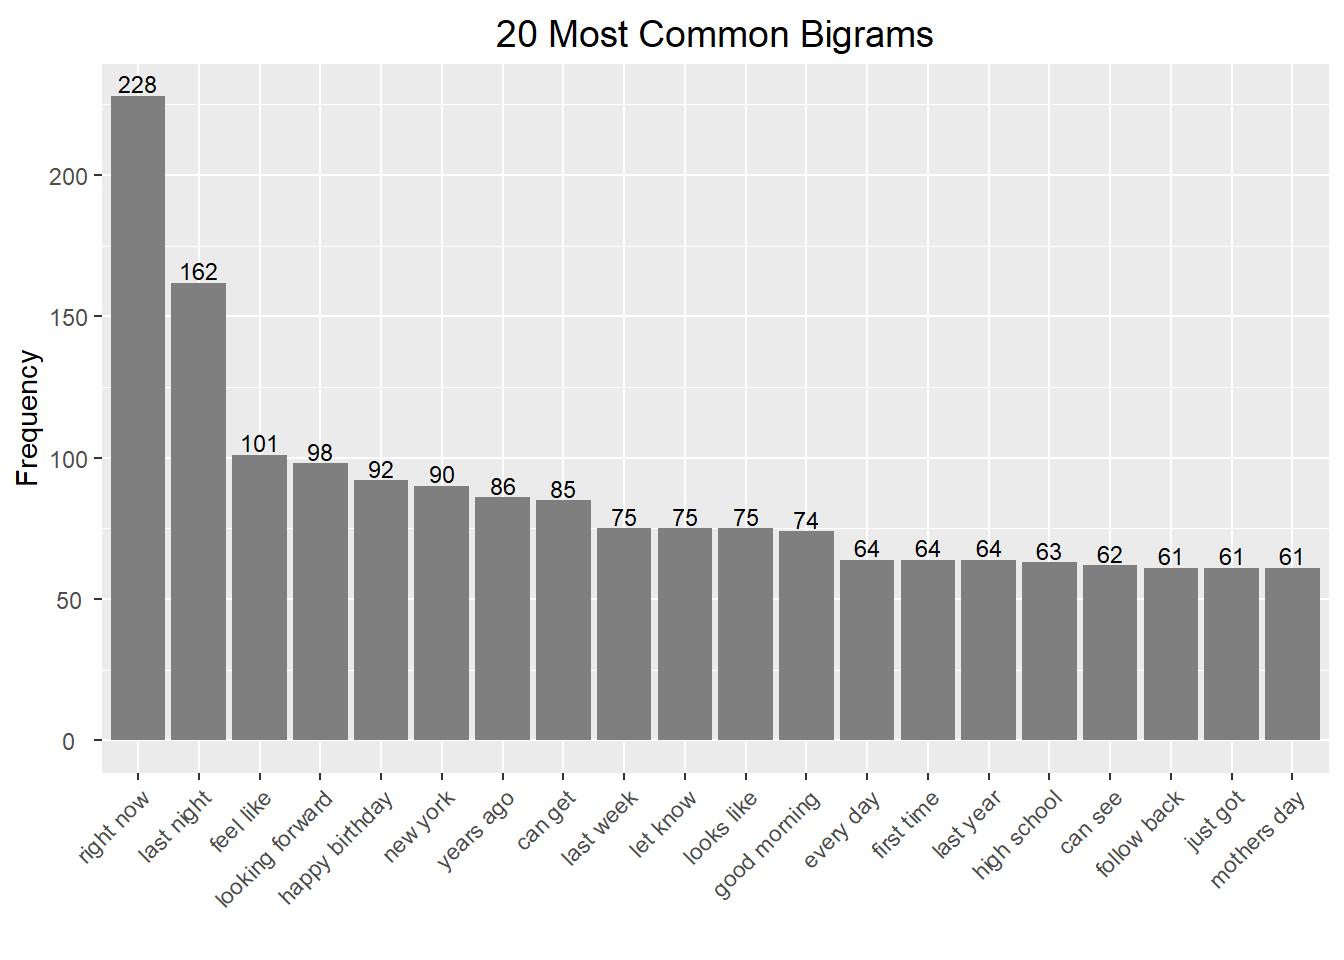 20 Most Common Bigrams
Frequency
200
150
100
50
0
228
162
101
98
92
90
86
85
75
75
75
74
64
64
64
63
62
61
61
61
right now
last night
feel like
looking forward
happy birthday
new york
years ago
can get
last week
let know
looks like
good morning
every day
first time
last year
high school
can see
follow back
just got
mothers day